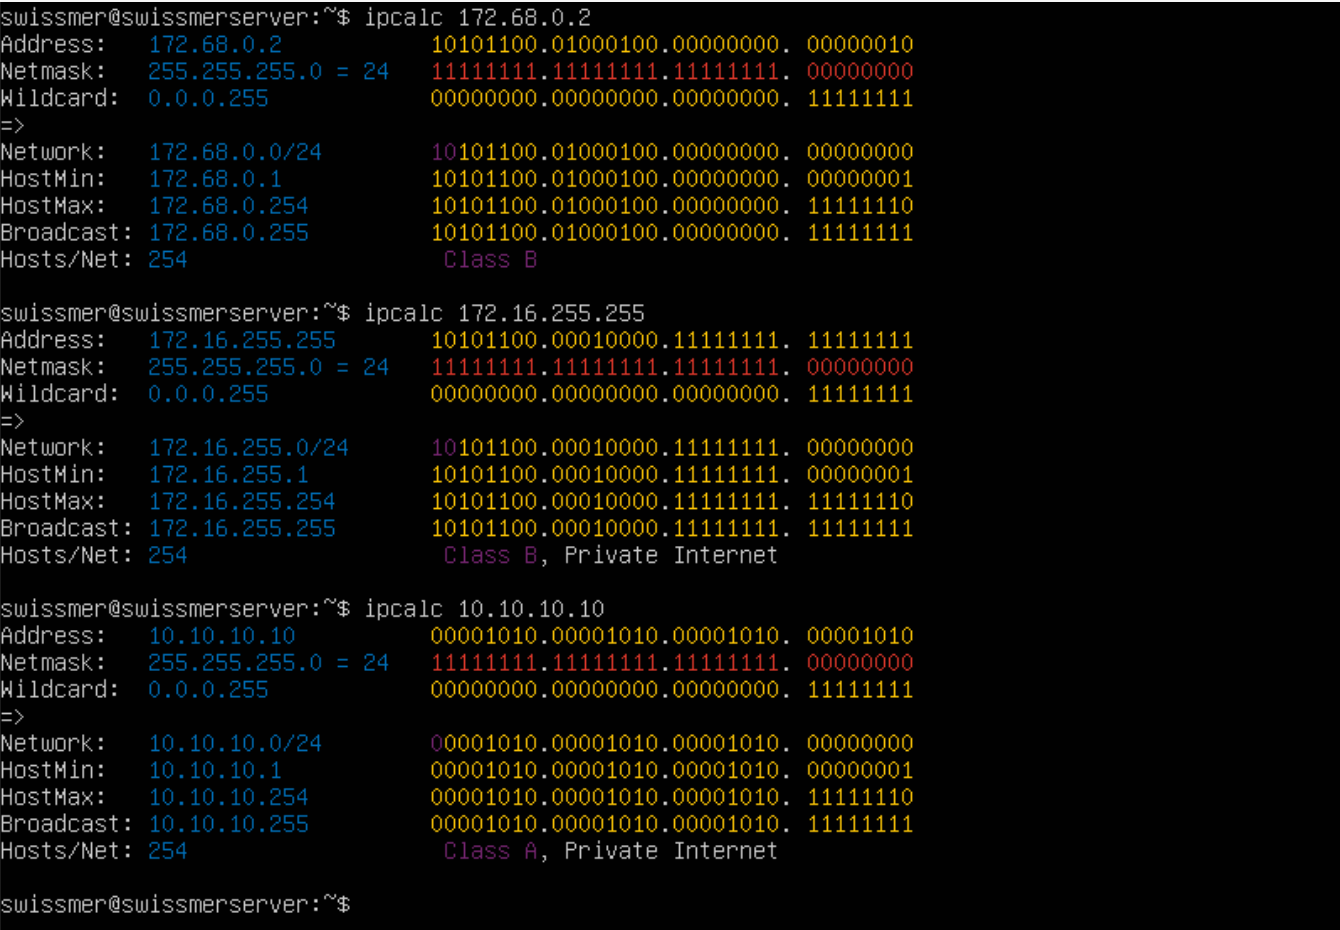 swissmer@swissmerserver:~$ ipcalc 172.68.0.2
Address:   172.68.0.2           10101100.01000100.00000000. 00000010
Netmask:   255.255.255.0 = 24   11111111.11111111.11111111. 00000000
Wildcard:  0.0.0.255            00000000.00000000.00000000. 11111111
=>
Network:   172.68.0.0/24        10101100.01000100.00000000. 00000000
HostMin:   172.68.0.1           10101100.01000100.00000000. 00000001
HostMax:   172.68.0.254         10101100.01000100.00000000. 11111110
Broadcast: 172.68.0.255         10101100.01000100.00000000. 11111111
Hosts/Net: 254                   Class B
swissmer@swissmerserver:~$ ipcalc 172.16.255.255
Address:   172.16.255.255       10101100.00010000.11111111. 11111111
Netmask:   255.255.255.0 = 24   11111111.11111111.11111111. 00000000
Wildcard:  0.0.0.255            00000000.00000000.00000000. 11111111
=>
Network:   172.16.255.0/24      10101100.00010000.11111111. 00000000
HostMin:   172.16.255.1         10101100.00010000.11111111. 00000001
HostMax:   172.16.255.254       10101100.00010000.11111111. 11111110
Broadcast: 172.16.255.255       10101100.00010000.11111111. 11111111
Hosts/Net: 254                   Class B, Private Internet
swissmer@swissmerserver:~$ ipcalc 10.10.10.10
Address:   10.10.10.10          00001010.00001010.00001010. 00001010
Netmask:   255.255.255.0 = 24   11111111.11111111.11111111. 00000000
Wildcard:  0.0.0.255            00000000.00000000.00000000. 11111111
=>
Network:   10.10.10.0/24        00001010.00001010.00001010. 00000000
HostMin:   10.10.10.1           00001010.00001010.00001010. 00000001
HostMax:   10.10.10.254         00001010.00001010.00001010. 11111110
Broadcast: 10.10.10.255         00001010.00001010.00001010. 11111111
Hosts/Net: 254                   Class A, Private Internet
swissmer@swissmerserver:~$